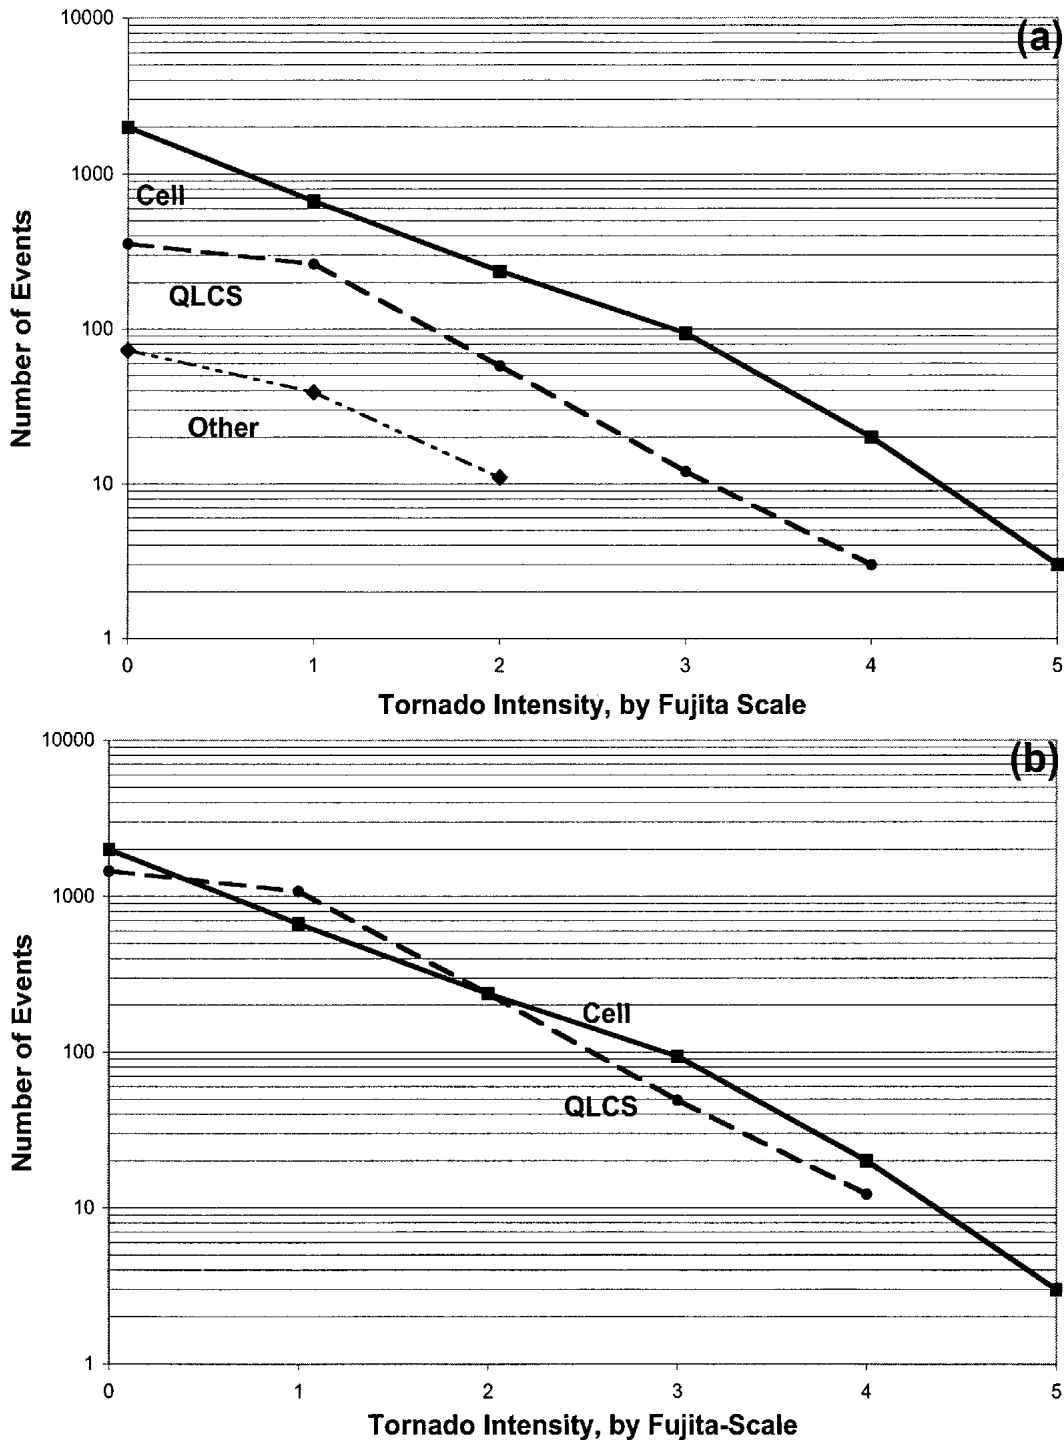 (a)
10000
1000
100
10
1
Number of Events
Cell
QLCS
Other
0 1 2 3 4 5
Tornado Intensity, by Fujita Scale
(b)
10000
1000
100
10
1
Number of Events
Cell
QLCS
0 1 2 3 4 5
Tornado Intensity, by Fujita-Scale